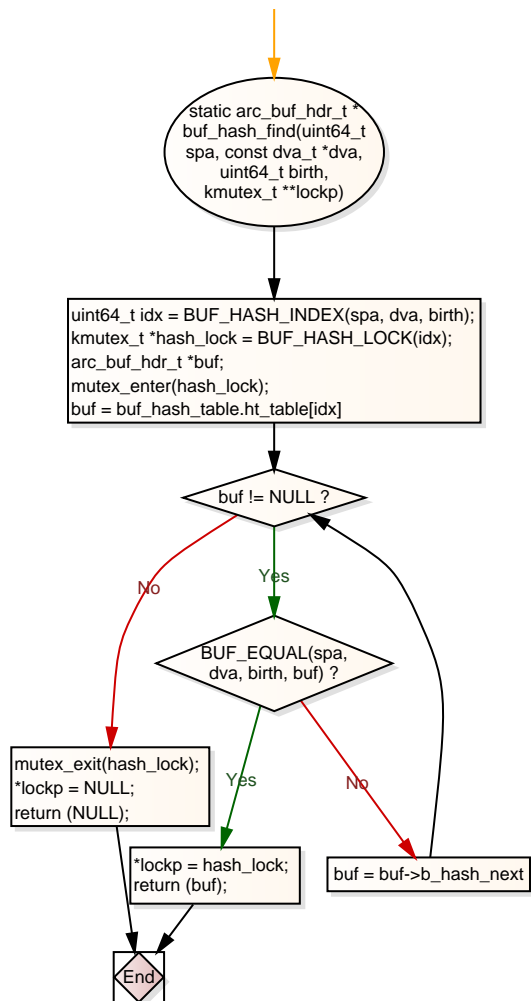 static arc_buf_hdr_t *
buf_hash_find(uint64_t
spa, const dva_t *dva,
uint64_t birth,
kmutex_t **lockp)
uint64_t idx = BUF_HASH_INDEX(spa, dva, birth);
kmutex_t *hash_lock = BUF_HASH_LOCK(idx);
arc_buf_hdr_t *buf;
mutex_enter(hash_lock);
buf = buf_hash_table.ht_table[idx]
buf != NULL ?
No
Yes
BUF_EQUAL(spa,
dva, birth, buf) ?
Yes
No
mutex_exit(hash_lock);
*lockp = NULL;
return (NULL);
*lockp = hash_lock;
return (buf);
buf = buf->b_hash_next
End